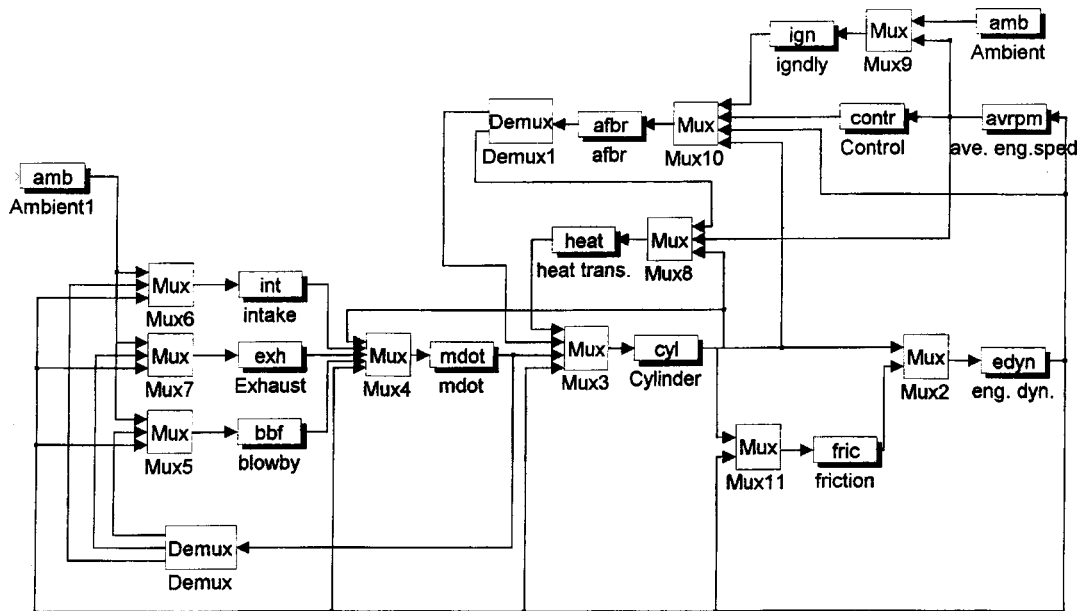 ign
igndly
Mux
Mux9
amb
Ambient
Demux
Demux1
afbr
afbr
Mux
Mux10
contr
Control
avrpm
ave. eng.sped
amb
Ambient1
heat
heat trans.
Mux
Mux8
Mux
Mux6
int
intake
Mux
Mux7
exh
Exhaust
Mux
Mux4
mdot
mdot
Mux
Mux3
cyl
Cylinder
Mux
Mux2
edyn
eng. dyn.
Mux
Mux5
bbf
blowby
Mux
Mux11
fric
friction
Demux
Demux